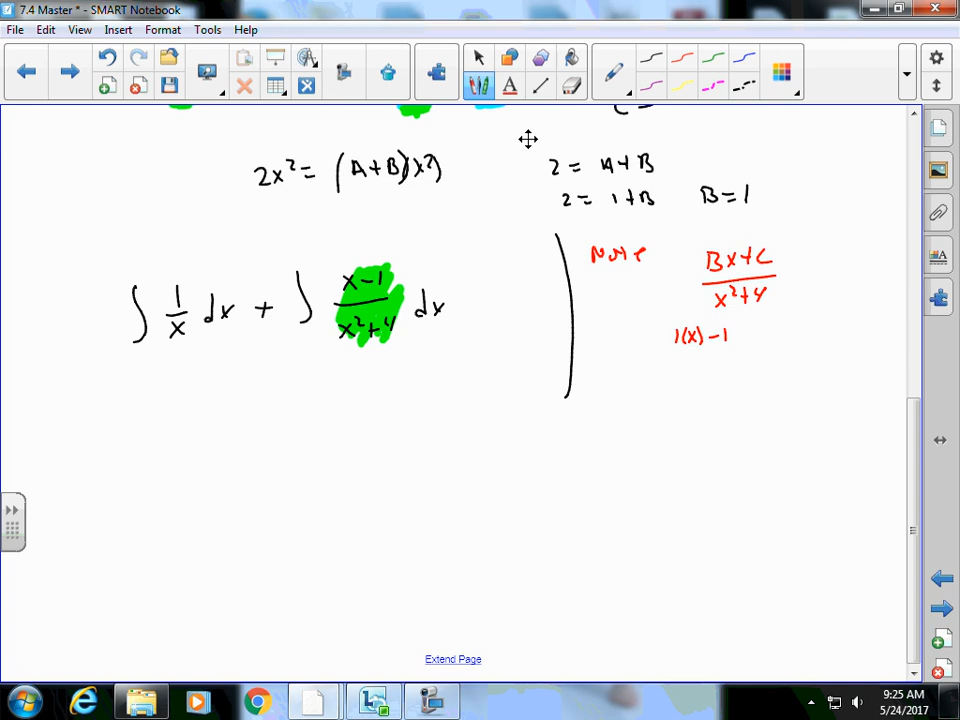 7.4 Master * - SMART Notebook
File Edit View Insert Format Tools Help
2x² = (A+B)(x²)
2 = A+B
2 = 1+B B=1
∫ 1/x dx + ∫ (x-1)/(x²+4) dx
Note
Bx+C
x²+4
1(x) -1
Extend Page
9:25 AM
5/24/2017